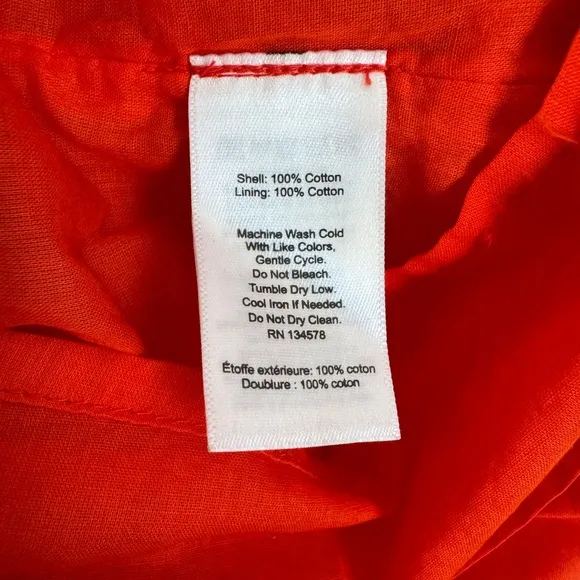 Shell: 100% Cotton
Lining: 100% Cotton
Machine Wash Cold
With Like Colors,
Gentle Cycle.
Do Not Bleach.
Tumble Dry Low.
Cool Iron If Needed.
Do Not Dry Clean.
RN 134578
Étoffe extérieure: 100% coton
Doublure : 100% coton